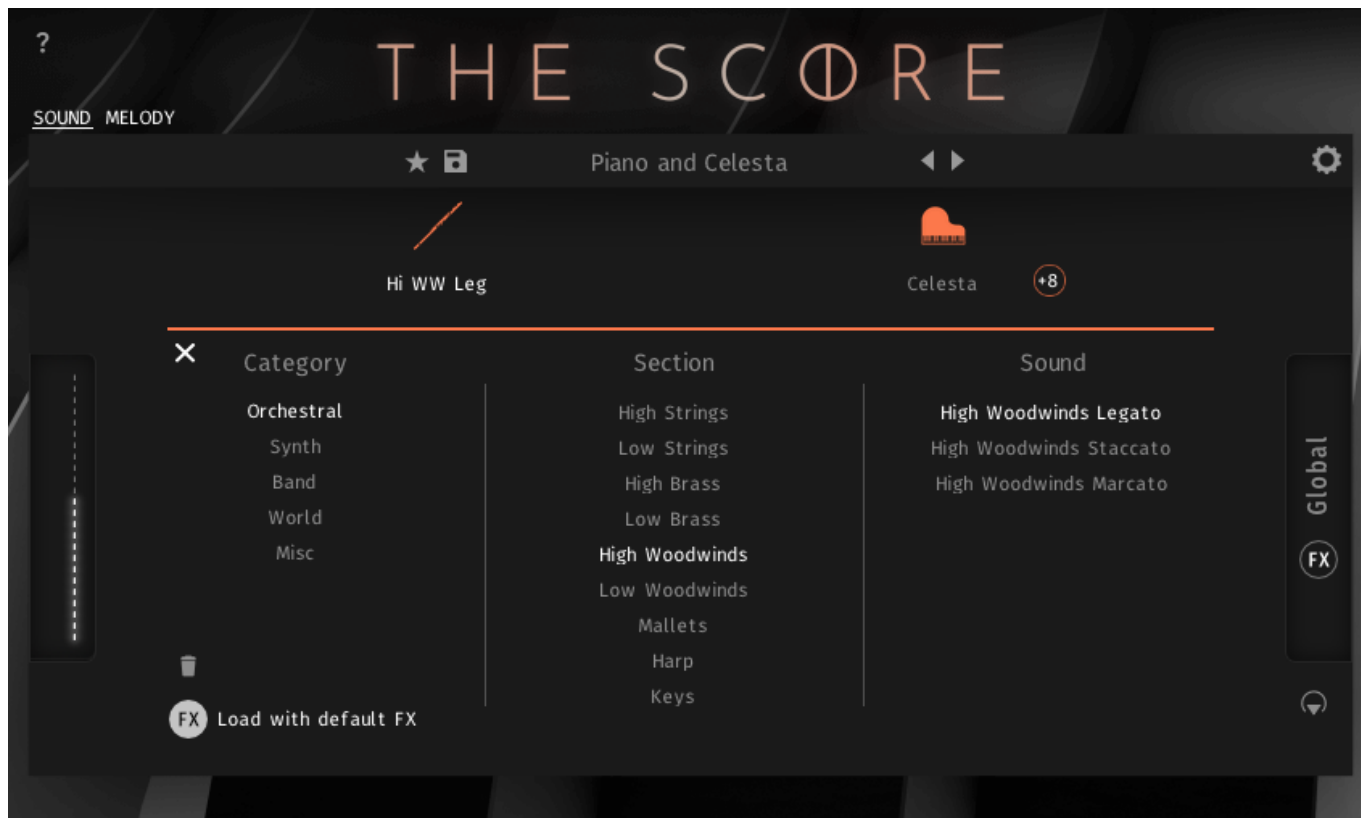 ?
THE SCORE
SOUND MELODY
Piano and Celesta
Hi WW Leg
Celesta
+8
Category
Orchestral
Synth
Band
World
Misc
Section
High Strings
Low Strings
High Brass
Low Brass
High Woodwinds
Low Woodwinds
Mallets
Harp
Keys
Sound
High Woodwinds Legato
High Woodwinds Staccato
High Woodwinds Marcato
Global
FX
FX Load with default FX